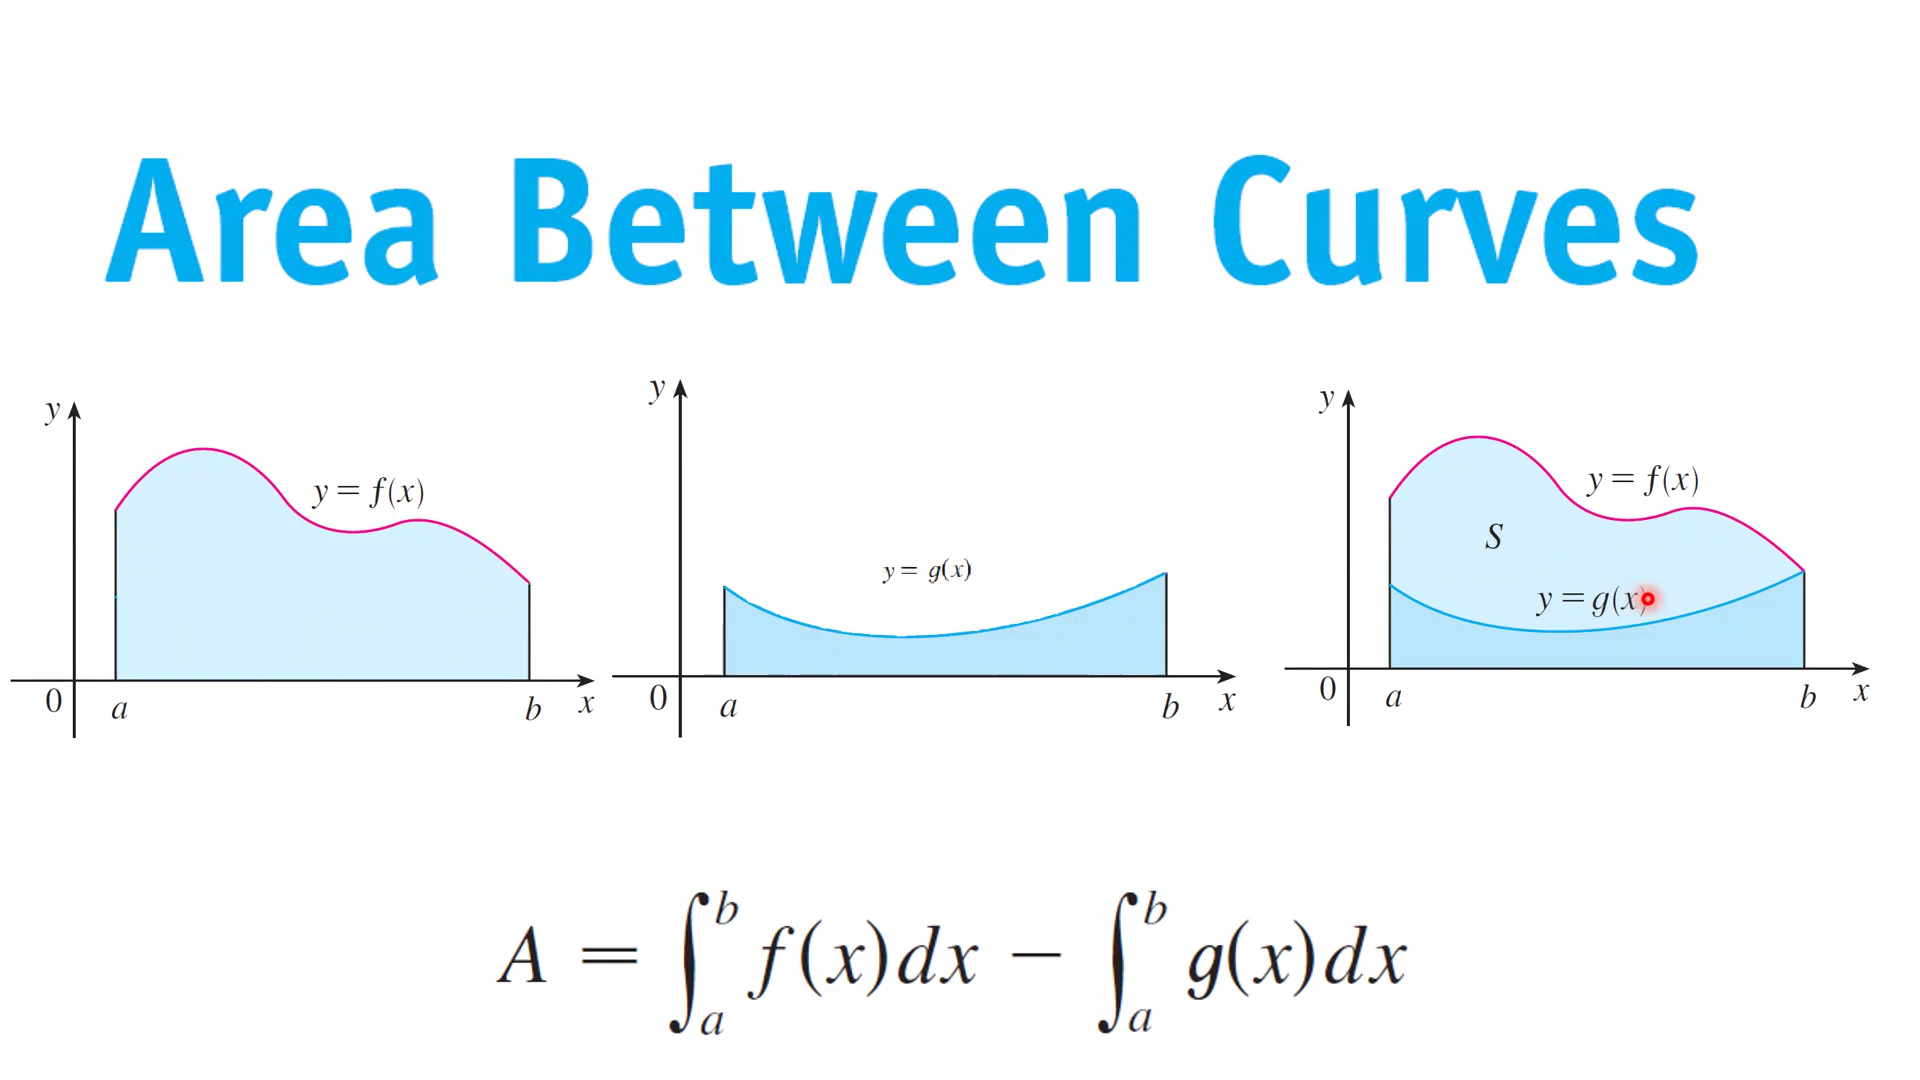 Area Between Curves
y
y = f(x)
0
a
b
x
y
y = g(x)
0
a
b
x
y
y = f(x)
S
y = g(x)
0
a
b
x
A = ∫_a^b f(x)dx − ∫_a^b g(x)dx